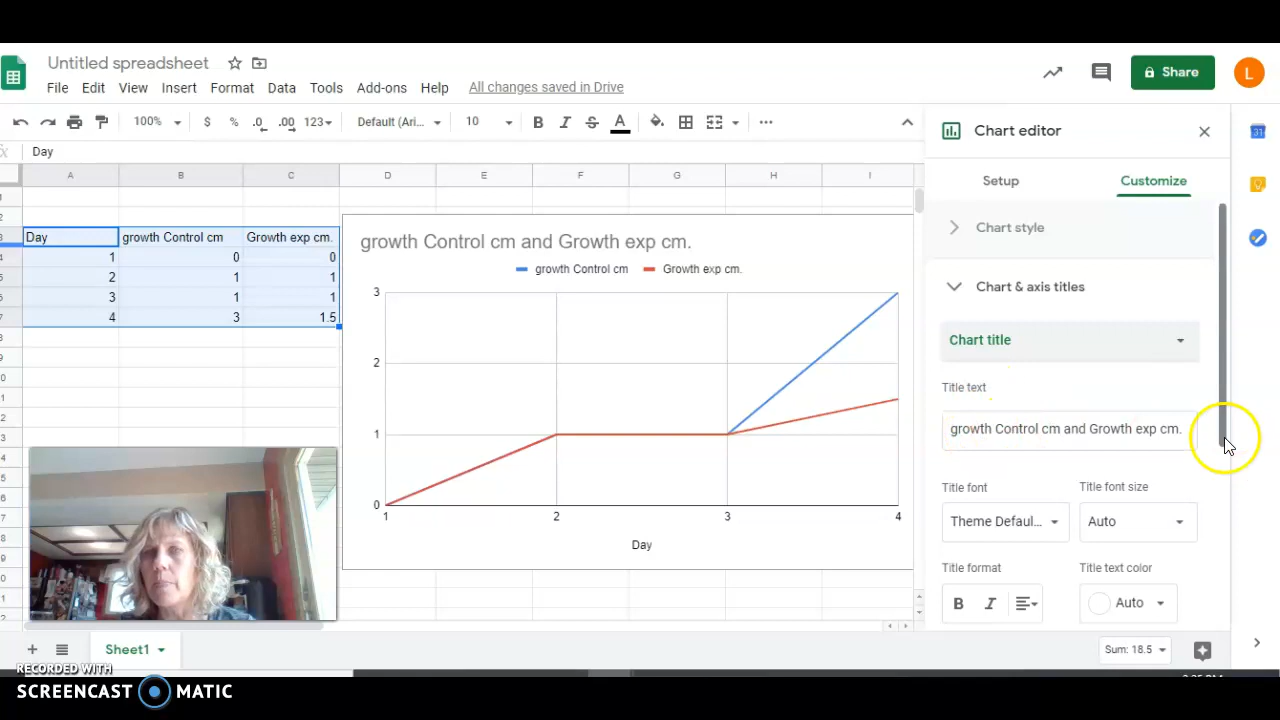 Untitled spreadsheet
File Edit View Insert Format Data Tools Add-ons Help All changes saved in Drive
Share
L
100% $ % .0 .00 123 Default (Ari... 10 B I S A
Day
A B C D E F G H I
Day growth Control cm Growth exp cm.
1 0 0
2 1 1
3 1 1
4 3 1.5
growth Control cm and Growth exp cm.
growth Control cm Growth exp cm.
3
2
1
0
1 2 3 4
Day
Chart editor
Setup Customize
Chart style
Chart & axis titles
Chart title
Title text
growth Control cm and Growth exp cm.
Title font Title font size
Theme Defaul... Auto
Title format Title text color
B I Auto
31
Sheet1
Sum: 18.5
RECORDED WITH
SCREENCAST MATIC